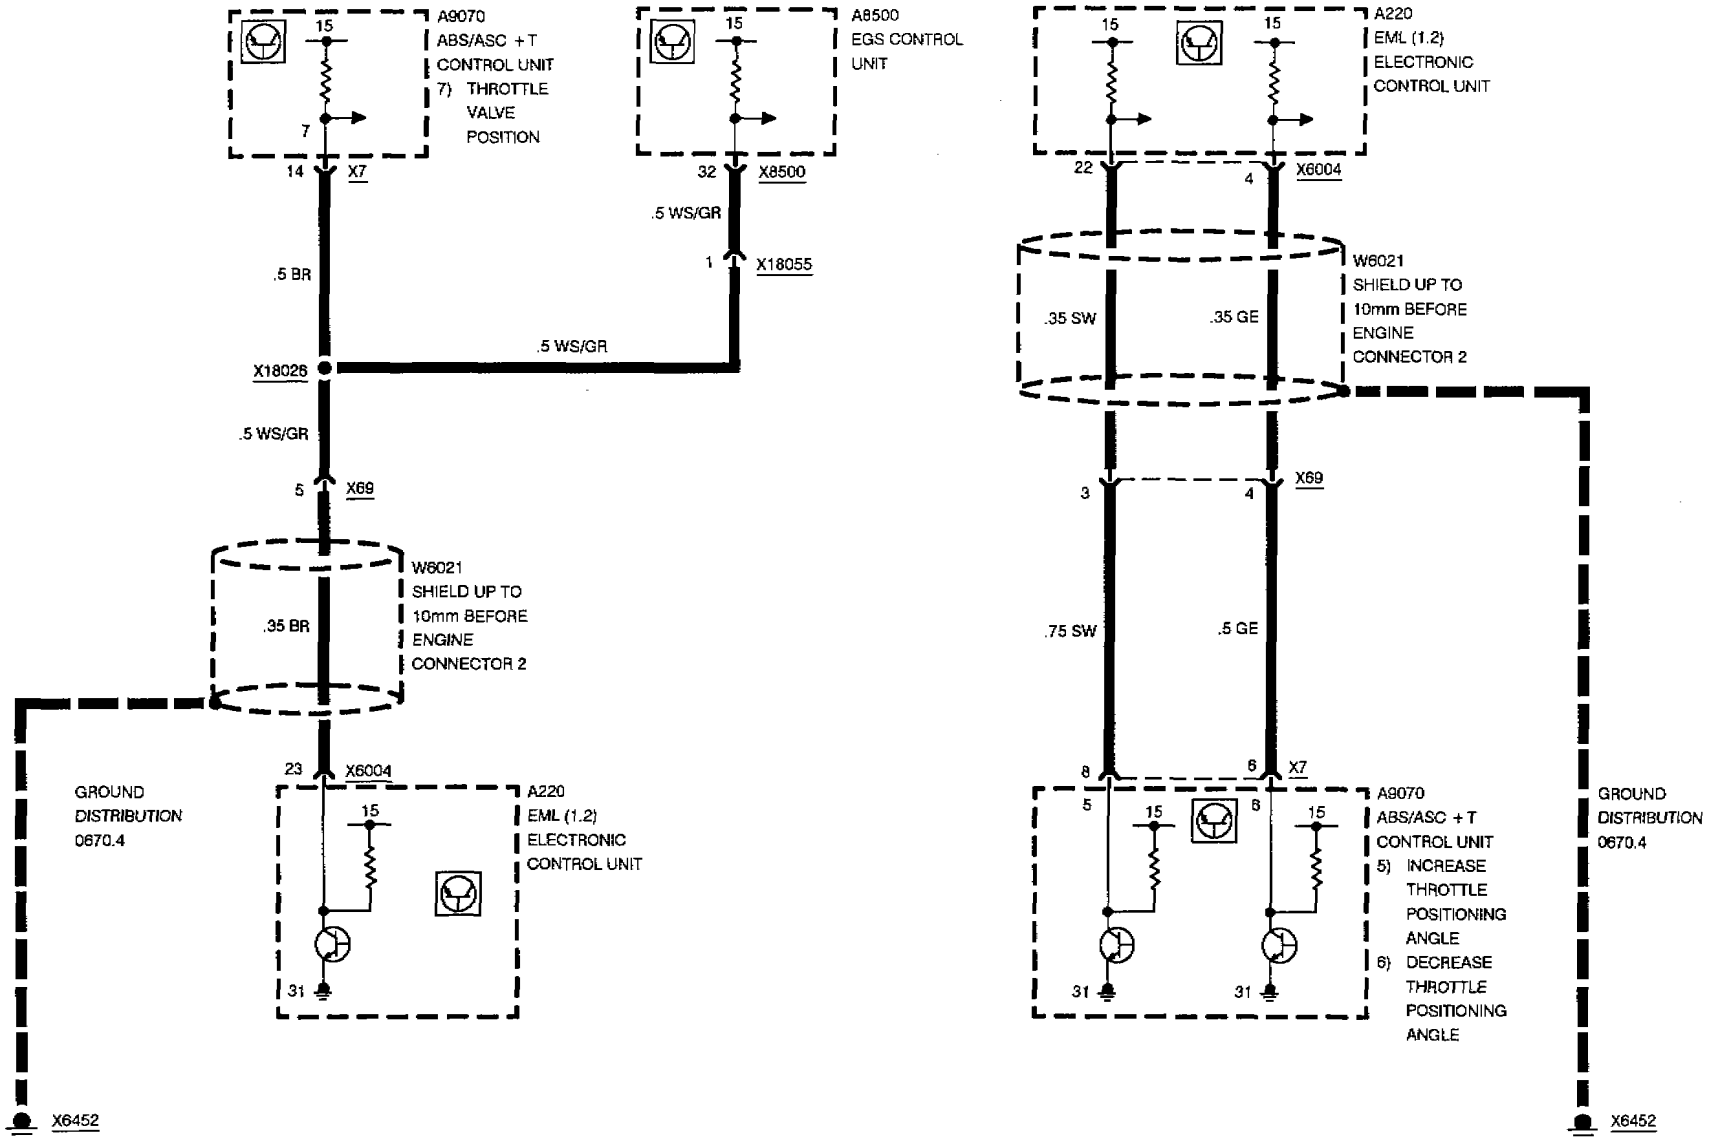 15
A9070
ABS/ASC +T
CONTROL UNIT
7) THROTTLE
VALVE
POSITION
7
14
X7
15
A8500
EGS CONTROL
UNIT
32
X8500
.5 WS/GR
1
X18055
.5 BR
.5 WS/GR
X18026
.5 WS/GR
5
X69
W6021
SHIELD UP TO
10mm BEFORE
ENGINE
CONNECTOR 2
.35 BR
23
X6004
GROUND
DISTRIBUTION
0670.4
15
A220
EML (1.2)
ELECTRONIC
CONTROL UNIT
31
X6452
15
15
A220
EML (1.2)
ELECTRONIC
CONTROL UNIT
22
4
X6004
W6021
SHIELD UP TO
10mm BEFORE
ENGINE
CONNECTOR 2
.35 SW
.35 GE
3
4
X69
.75 SW
.5 GE
8
6
X7
5
15
6
15
A9070
ABS/ASC +T
CONTROL UNIT
5) INCREASE
THROTTLE
POSITIONING
ANGLE
6) DECREASE
THROTTLE
POSITIONING
ANGLE
31
31
GROUND
DISTRIBUTION
0670.4
X6452